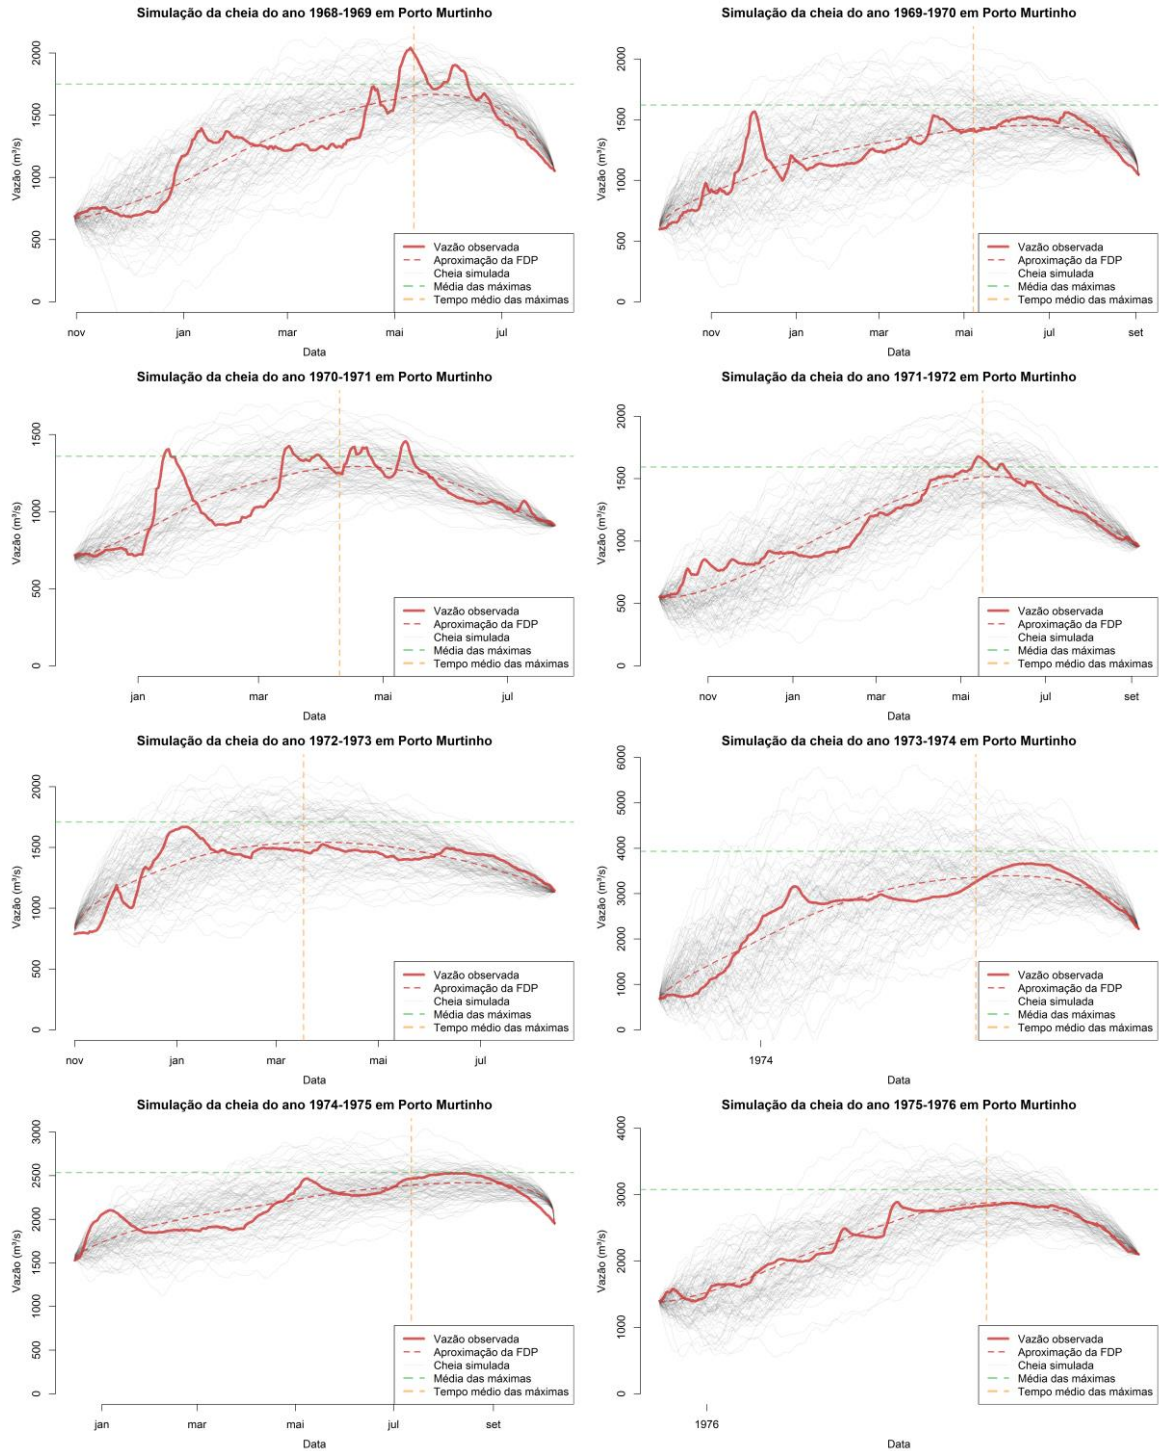 Simulação da cheia do ano 1968-1969 em Porto Murtinho
Vazão (m³/s)
2000
1500
1000
500
0
nov jan mar mai jul
Data
Vazão observada
Aproximação da FDP
Cheia simulada
Média das máximas
Tempo médio das máximas
Simulação da cheia do ano 1969-1970 em Porto Murtinho
Vazão (m³/s)
2000
1500
1000
500
0
nov jan mar mai jul set
Data
Vazão observada
Aproximação da FDP
Cheia simulada
Média das máximas
Tempo médio das máximas
Simulação da cheia do ano 1970-1971 em Porto Murtinho
Vazão (m³/s)
1500
1000
500
0
jan mar mai jul
Data
Vazão observada
Aproximação da FDP
Cheia simulada
Média das máximas
Tempo médio das máximas
Simulação da cheia do ano 1971-1972 em Porto Murtinho
Vazão (m³/s)
2000
1500
1000
500
0
nov jan mar mai jul set
Data
Vazão observada
Aproximação da FDP
Cheia simulada
Média das máximas
Tempo médio das máximas
Simulação da cheia do ano 1972-1973 em Porto Murtinho
Vazão (m³/s)
2000
1500
1000
500
0
nov jan mar mai jul
Data
Vazão observada
Aproximação da FDP
Cheia simulada
Média das máximas
Tempo médio das máximas
Simulação da cheia do ano 1973-1974 em Porto Murtinho
Vazão (m³/s)
6000
5000
4000
3000
2000
1000
0
1974
Data
Vazão observada
Aproximação da FDP
Cheia simulada
Média das máximas
Tempo médio das máximas
Simulação da cheia do ano 1974-1975 em Porto Murtinho
Vazão (m³/s)
3000
2500
2000
1500
1000
500
0
jan mar mai jul set
Data
Vazão observada
Aproximação da FDP
Cheia simulada
Média das máximas
Tempo médio das máximas
Simulação da cheia do ano 1975-1976 em Porto Murtinho
Vazão (m³/s)
4000
3000
2000
1000
0
1976
Data
Vazão observada
Aproximação da FDP
Cheia simulada
Média das máximas
Tempo médio das máximas